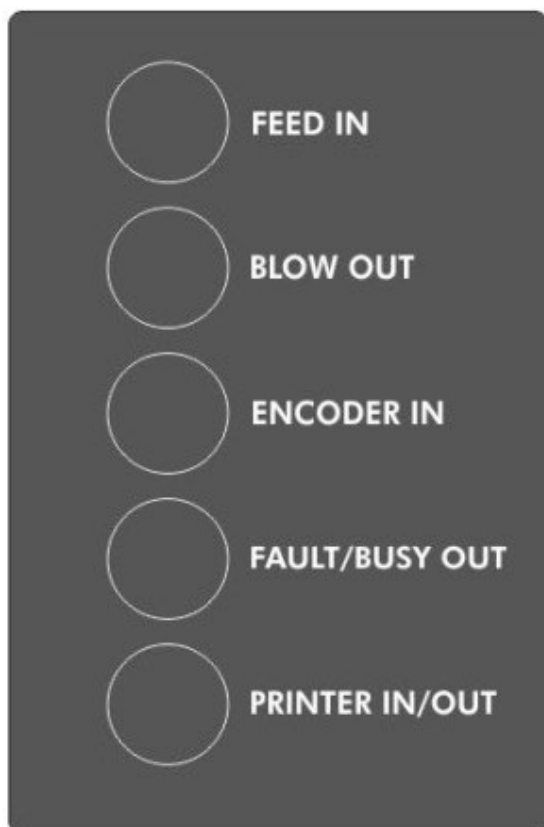 FEED IN
BLOW OUT
ENCODER IN
FAULT/BUSY OUT
PRINTER IN/OUT